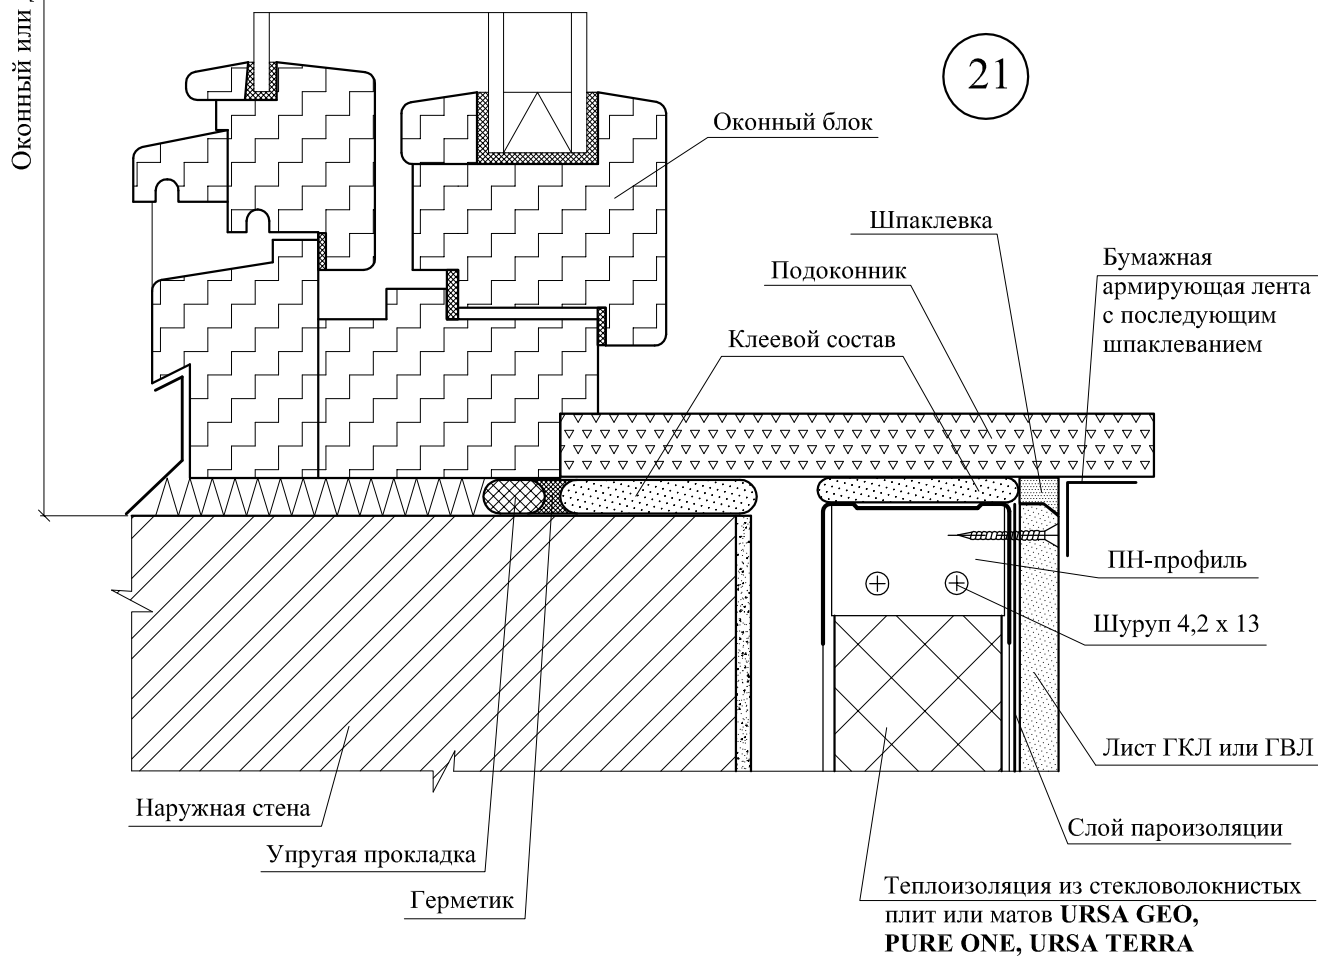 Оконный или
21
Оконный блок
Шпаклевка
Подоконник
Бумажная
армирующая лента
с последующим
шпаклеванием
Клеевой состав
ПН-профиль
Шуруп 4,2 х 13
Лист ГКЛ или ГВЛ
Наружная стена
Слой пароизоляции
Упругая прокладка
Герметик
Теплоизоляция из стекловолокнистых
плит или матов URSA GEO,
PURE ONE, URSA TERRA